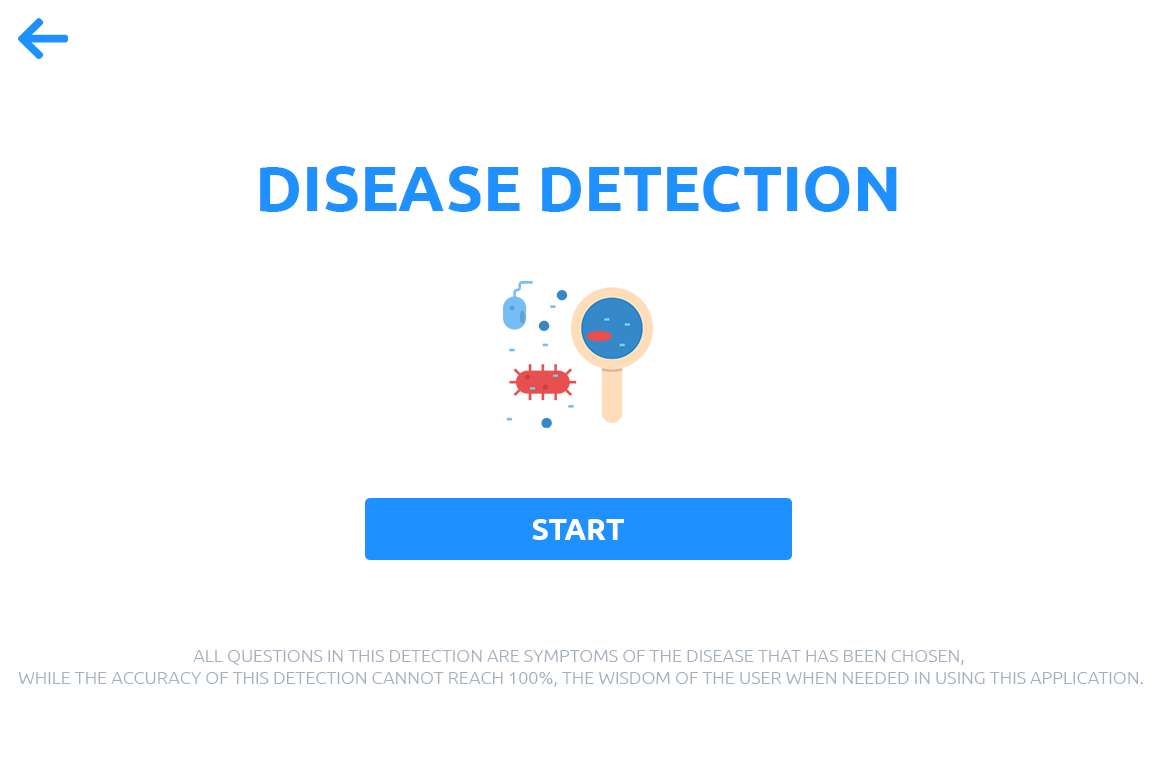 DISEASE DETECTION
START
ALL QUESTIONS IN THIS DETECTION ARE SYMPTOMS OF THE DISEASE THAT HAS BEEN CHOSEN,
WHILE THE ACCURACY OF THIS DETECTION CANNOT REACH 100%, THE WISDOM OF THE USER WHEN NEEDED IN USING THIS APPLICATION.